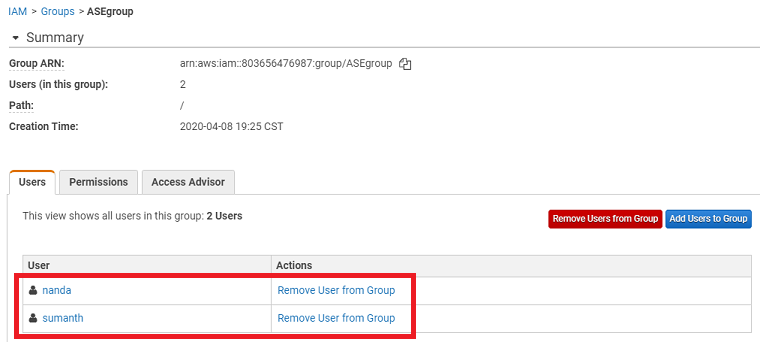 IAM > Groups > ASEgroup
Summary
Group ARN: arn:aws:iam::803656476987:group/ASEgroup
Users (in this group): 2
Path: /
Creation Time: 2020-04-08 19:25 CST
Users Permissions Access Advisor
This view shows all users in this group: 2 Users Remove Users from Group Add Users to Group
User Actions
nanda Remove User from Group
sumanth Remove User from Group